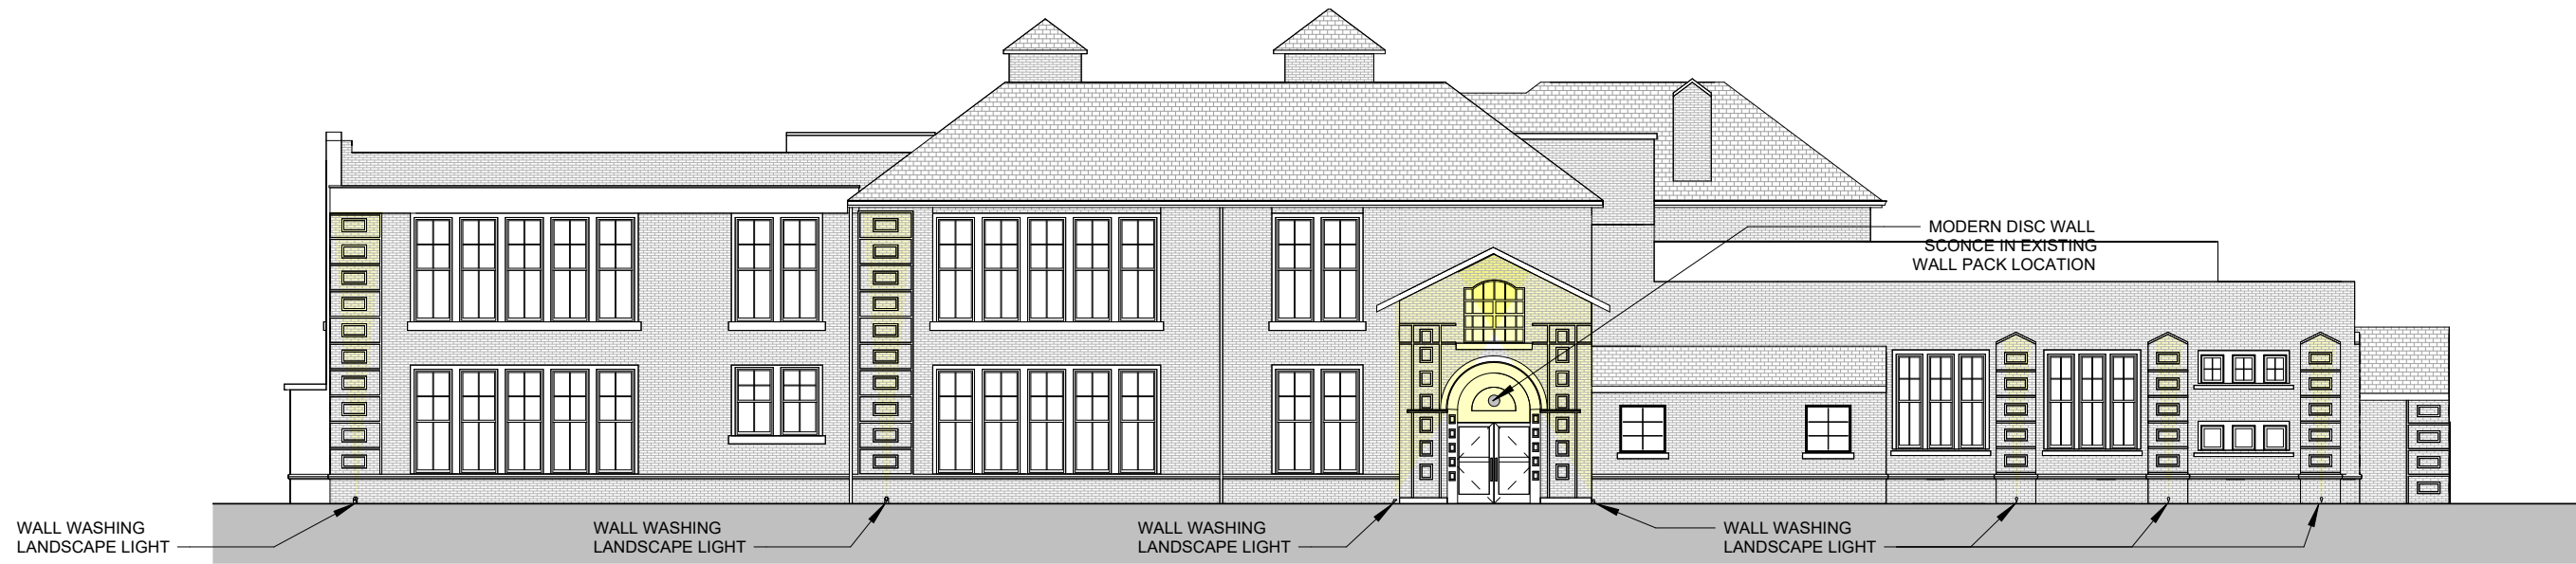 MODERN DISC WALL
SCONCE IN EXISTING
WALL PACK LOCATION
WALL WASHING
LANDSCAPE LIGHT
WALL WASHING
LANDSCAPE LIGHT
WALL WASHING
LANDSCAPE LIGHT
WALL WASHING
LANDSCAPE LIGHT